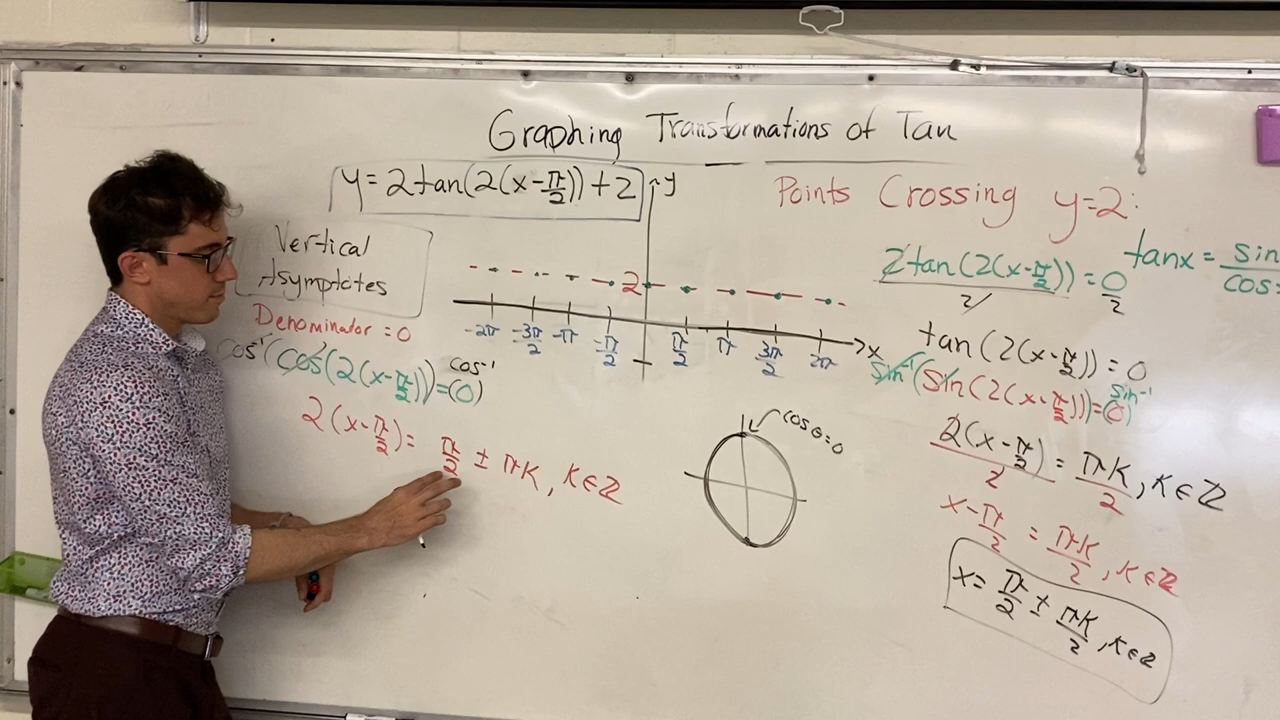 Graphing Transformations of Tan
y=2tan(2(x-π/2))+2
Vertical
Asymptotes
Denominator = 0
cos⁻¹(cos(2(x-π/2))=cos⁻¹(0)
2(x-π/2)= π/2 ± πK, K∈ℤ
y
2
-2π -3π/2 -π -π/2 π/2 π 3π/2 2π x
cosθ=0
Points Crossing y=2:
2tan(2(x-π/2))/2=0/2
tanx = sin
cos
tan(2(x-π/2))=0
sin⁻¹(sin(2(x-π/2)))=sin⁻¹(0)
2(x-π/2)/2=πK/2, K∈ℤ
x-π/2 = πK/2, K∈ℤ
x= π/2 ± πK/2, K∈ℤ